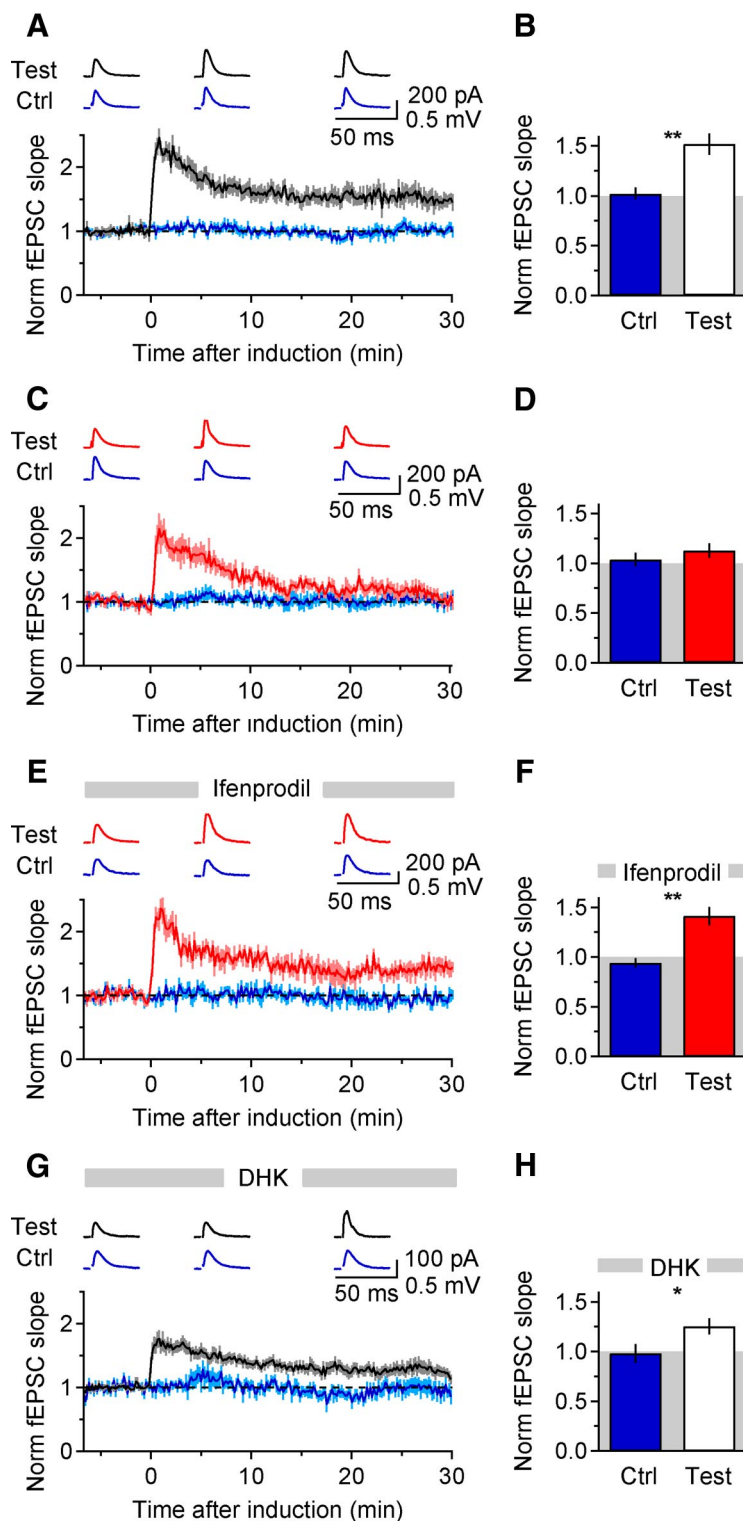 A
B
Test
Ctrl
200 pA
0.5 mV
50 ms
Norm fEPSC slope
2
1
0
0
10
20
30
Time after induction (min)
Norm fEPSC slope
1.5
1.0
0.5
0.0
**
Ctrl
Test
C
D
Test
Ctrl
200 pA
0.5 mV
50 ms
Norm fEPSC slope
2
1
0
0
10
20
30
Time after induction (min)
Norm fEPSC slope
1.5
1.0
0.5
0.0
Ctrl
Test
E
F
Ifenprodil
Test
Ctrl
200 pA
0.5 mV
50 ms
Norm fEPSC slope
2
1
0
0
10
20
30
Time after induction (min)
Ifenprodil
Norm fEPSC slope
1.5
1.0
0.5
0.0
**
Ctrl
Test
G
H
DHK
Test
Ctrl
100 pA
0.5 mV
50 ms
Norm fEPSC slope
2
1
0
0
10
20
30
Time after induction (min)
DHK
Norm fEPSC slope
1.5
1.0
0.5
0.0
*
Ctrl
Test